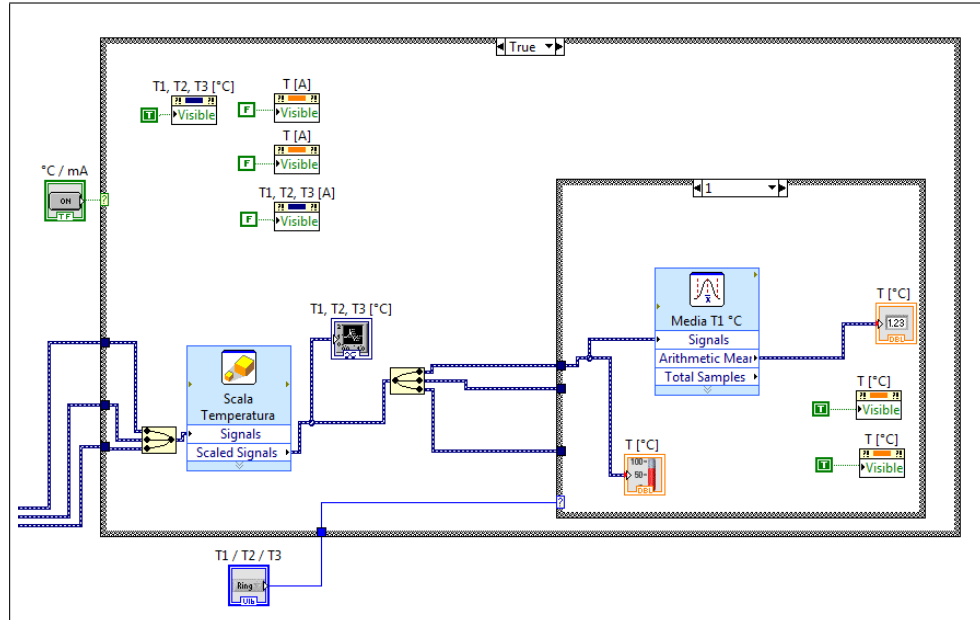 True
T1, T2, T3 [°C]
?! ?!
Visible
T
T [A]
?! ?!
Visible
F
T [A]
?! ?!
Visible
F
T1, T2, T3 [A]
?! ?!
Visible
F
°C / mA
ON
TF
?
1
Media T1 °C
Signals
Arithmetic Mear
Total Samples
T [°C]
1.23
DBL
T1, T2, T3 [°C]
Scala
Temperatura
Signals
Scaled Signals
T [°C]
?! ?!
Visible
T
T [°C]
?! ?!
Visible
T
T [°C]
100
50
DBL
?
T1 / T2 / T3
Ring
U16